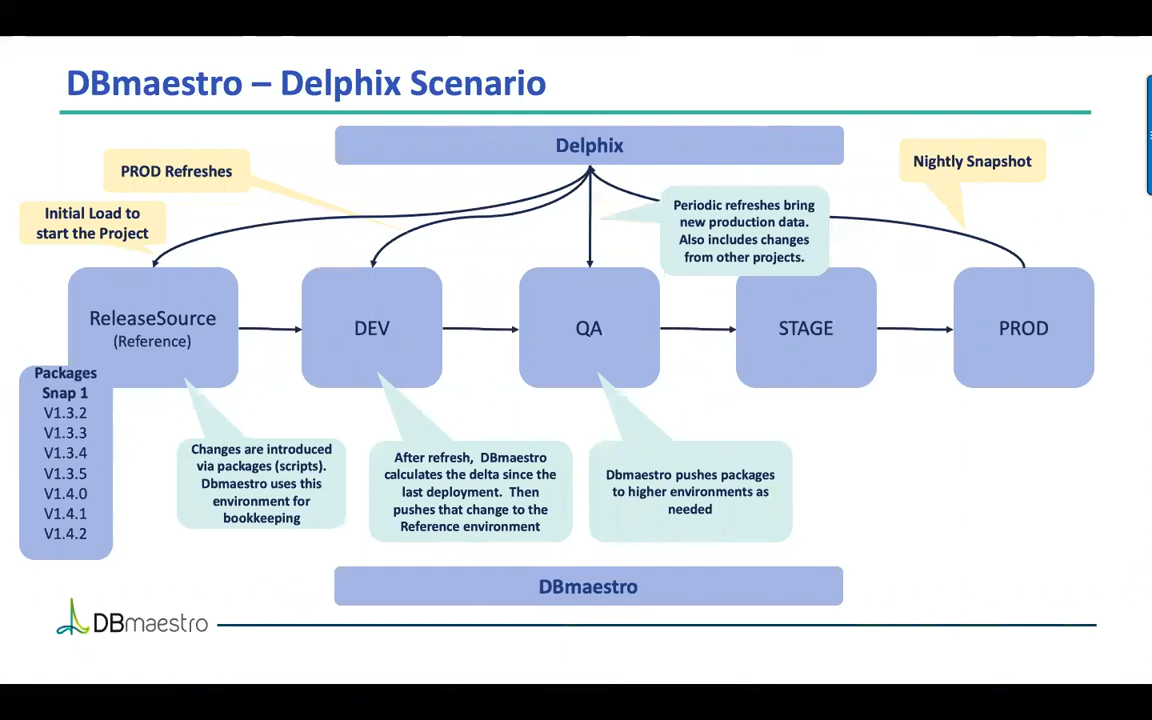 DBmaestro – Delphix Scenario
Delphix
PROD Refreshes
Nightly Snapshot
Initial Load to
start the Project
Periodic refreshes bring
new production data.
Also includes changes
from other projects.
ReleaseSource
(Reference)
DEV
QA
STAGE
PROD
Packages
Snap 1
V1.3.2
V1.3.3
V1.3.4
V1.3.5
V1.4.0
V1.4.1
V1.4.2
Changes are introduced
via packages (scripts).
Dbmaestro uses this
environment for
bookkeeping
After refresh, DBmaestro
calculates the delta since the
last deployment. Then
pushes that change to the
Reference environment
Dbmaestro pushes packages
to higher environments as
needed
DBmaestro
DBmaestro